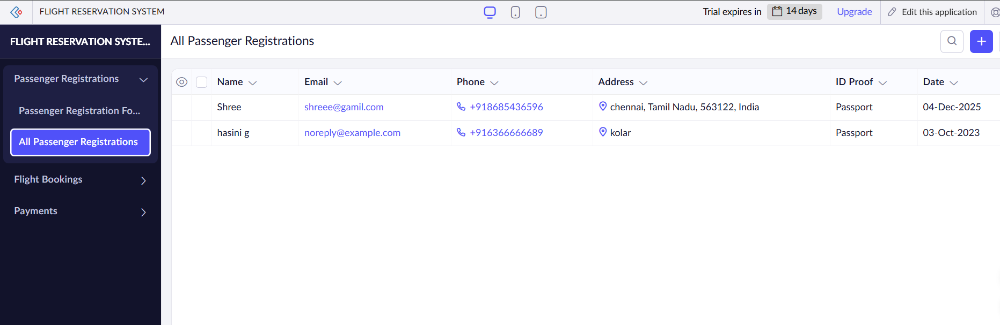 FLIGHT RESERVATION SYSTEM
Trial expires in 14 days Upgrade Edit this application
FLIGHT RESERVATION SYSTE...
All Passenger Registrations
Passenger Registrations
Passenger Registration Fo...
All Passenger Registrations
Flight Bookings
Payments
Name Email Phone Address ID Proof Date
Shree shreee@gamil.com +918685436596 chennai, Tamil Nadu, 563122, India Passport 04-Dec-2025
hasini g noreply@example.com +916366666689 kolar Passport 03-Oct-2023